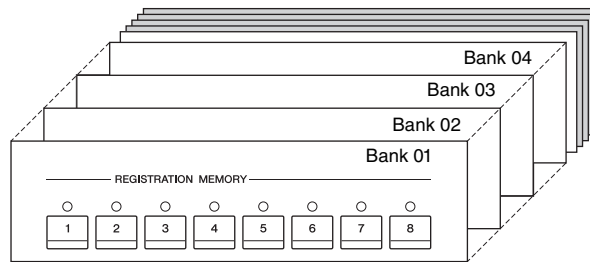 Bank 04
Bank 03
Bank 02
Bank 01
REGISTRATION MEMORY
1 2 3 4 5 6 7 8